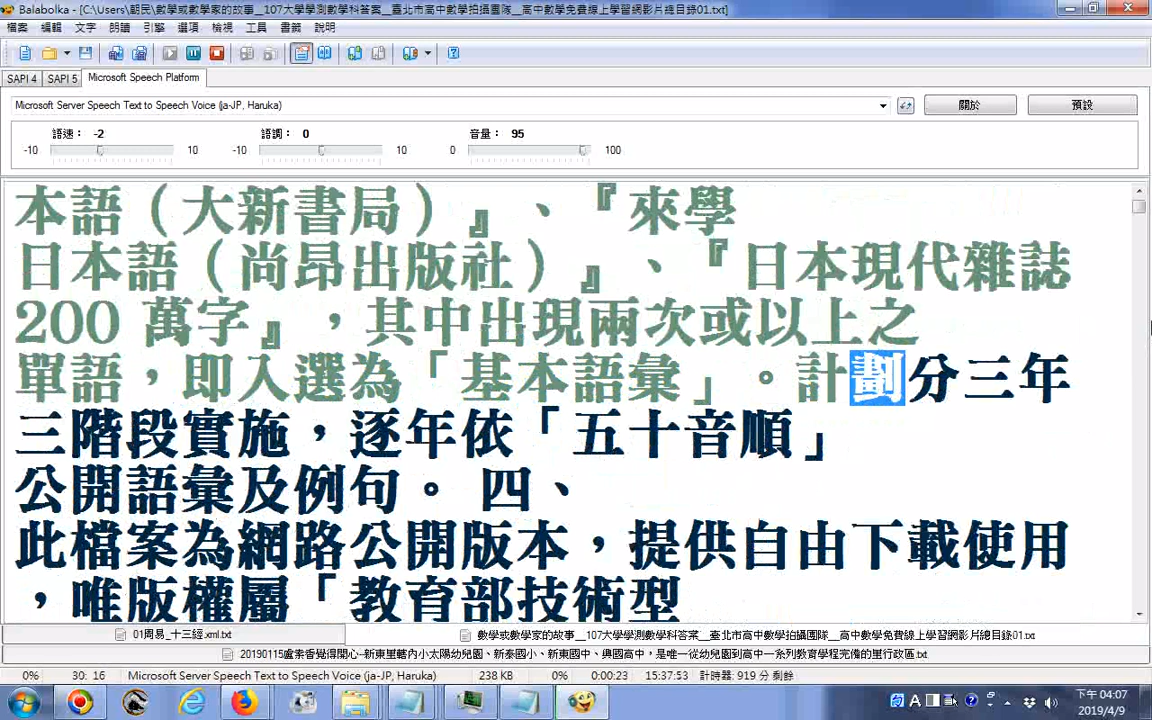 Balabolka - [C:\Users\朝民\數學或數學家的故事__107大學學測數學科答案__臺北市高中數學拍攝團隊__高中數學免費線上學習網影片總目錄01.txt]
檔案 編輯 文字 朗讀 引擎 選項 檢視 工具 書籤 說明
SAPI 4 SAPI 5 Microsoft Speech Platform
Microsoft Server Speech Text to Speech Voice (ja-JP, Haruka) 關於 預設
語速： -2 語調： 0 音量： 95
-10 10 -10 10 0 100
本語（大新書局）』、『來學
日本語（尚昂出版社）』、『日本現代雜誌
200 萬字』，其中出現兩次或以上之
單語，即入選為「基本語彙」。計劃分三年
三階段實施，逐年依「五十音順」
公開語彙及例句。 四、
此檔案為網路公開版本，提供自由下載使用
，唯版權屬「教育部技術型
01周易_十三經.xml.txt 數學或數學家的故事__107大學學測數學科答案__臺北市高中數學拍攝團隊__高中數學免費線上學習網影片總目錄01.txt
20190115盧素香覺得開心--新東里轄內小太陽幼兒園、新泰國小、新東國中、興國高中，是唯一從幼兒園到高中一系列教育學程完備的里行政區.txt
0% 30: 16 Microsoft Server Speech Text to Speech Voice (ja-JP, Haruka) 238 KB 0% 0:00:23 15:37:53 計時器: 919 分 剩餘
下午 04:07
2019/4/9